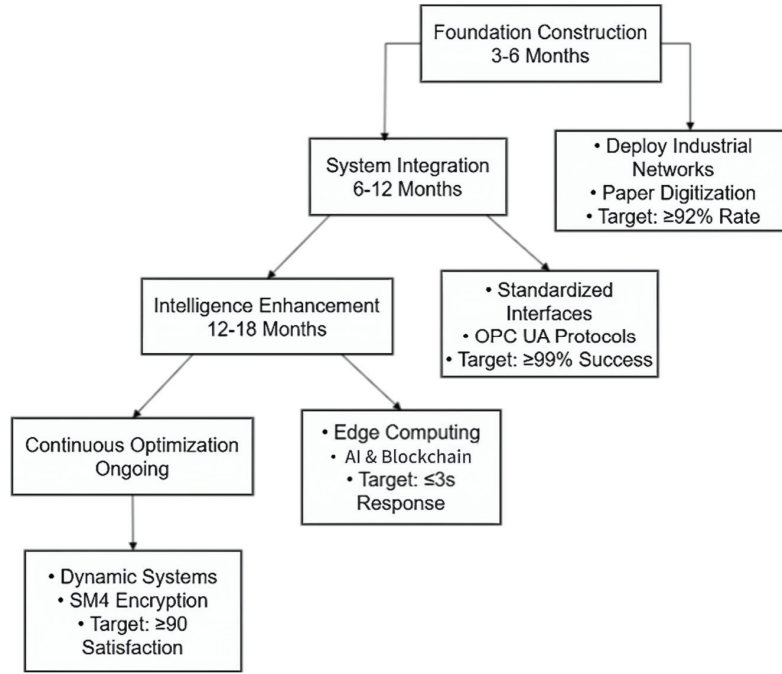 Foundation Construction
3-6 Months
System Integration
6-12 Months
• Deploy Industrial
Networks
• Paper Digitization
• Target: ≥92% Rate
Intelligence Enhancement
12-18 Months
• Standardized
Interfaces
• OPC UA Protocols
• Target: ≥99% Success
Continuous Optimization
Ongoing
• Edge Computing
• AI & Blockchain
• Target: ≤3s
Response
• Dynamic Systems
• SM4 Encryption
• Target: ≥90
Satisfaction